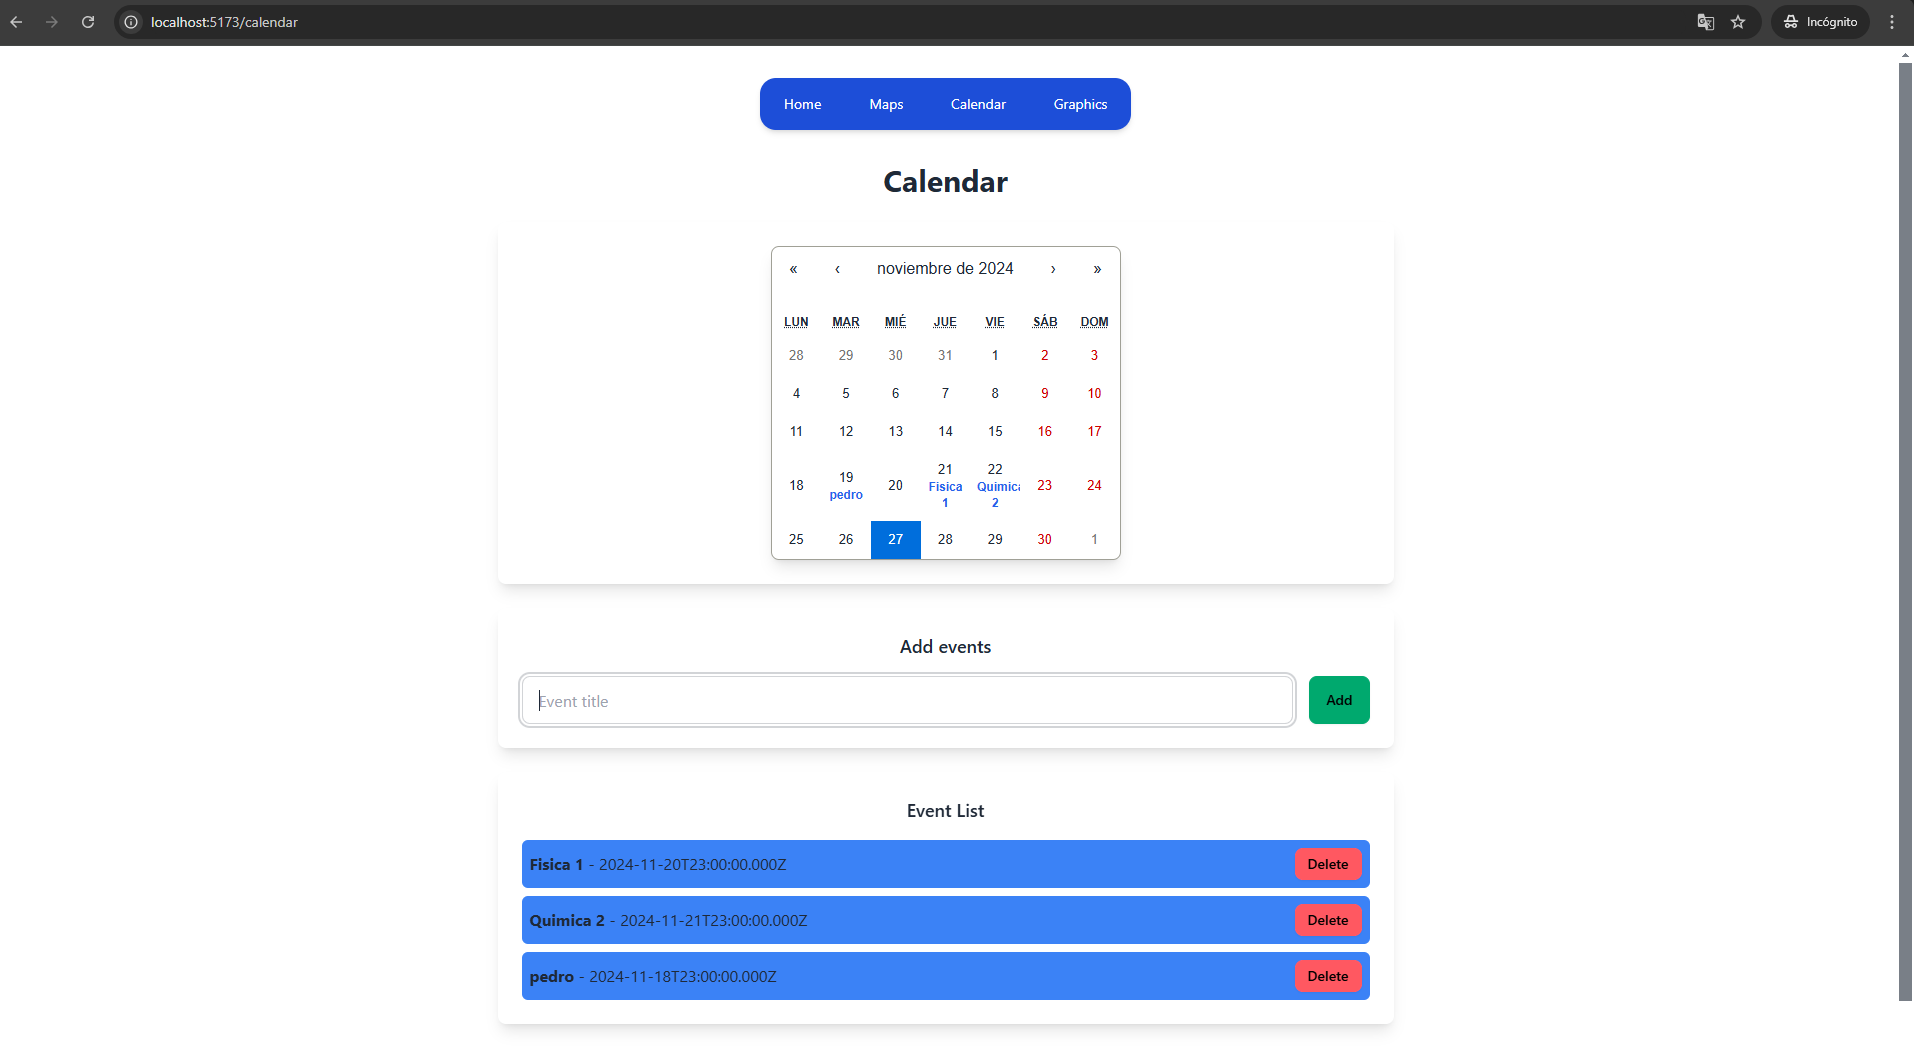 localhost:5173/calendar
Incógnito
Home Maps Calendar Graphics
Calendar
« ‹ noviembre de 2024 › »
LUN MAR MIÉ JUE VIE SÁB DOM
28 29 30 31 1 2 3
4 5 6 7 8 9 10
11 12 13 14 15 16 17
18 19 20 21 22 23 24
pedro Fisica Quimica
1 2
25 26 27 28 29 30 1
Add events
Event title Add
Event List
Fisica 1 - 2024-11-20T23:00:00.000Z Delete
Quimica 2 - 2024-11-21T23:00:00.000Z Delete
pedro - 2024-11-18T23:00:00.000Z Delete